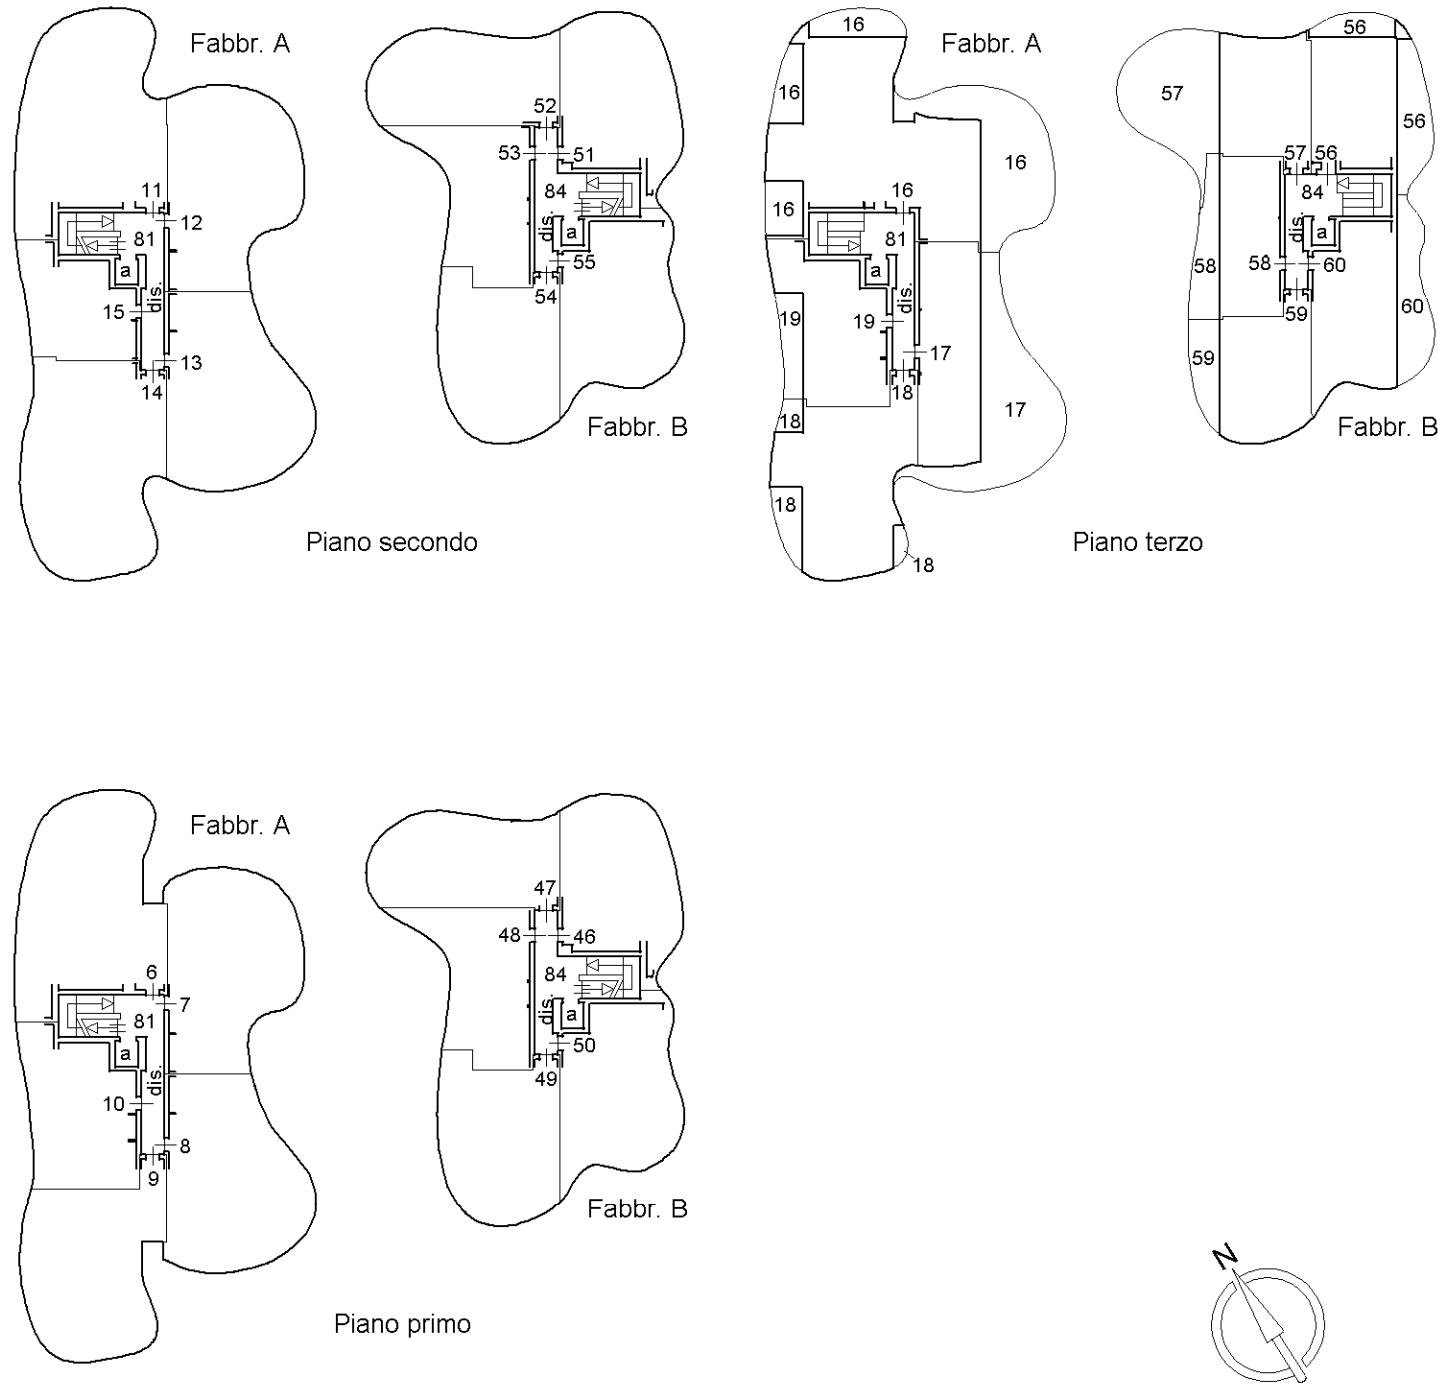 Fabbr. A
52
53
51
84
dis.
a
55
54
11
12
81
a
dis.
15
13
14
Fabbr. B
Piano secondo
16
Fabbr. A
16
16
16
16
81
a
dis.
19
19
17
18
18
17
18
18
56
57
56
57
56
84
dis.
a
58
58
60
59
60
59
Fabbr. B
Piano terzo
Fabbr. A
6
7
81
a
dis.
10
8
9
47
48
46
84
dis.
a
50
49
Fabbr. B
Piano primo
N